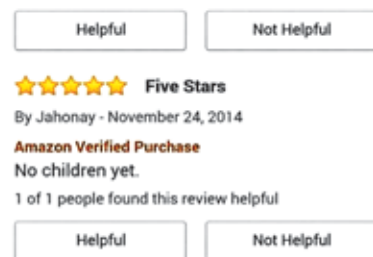 Helpful Not Helpful
Five Stars
By Jahonay - November 24, 2014
Amazon Verified Purchase
No children yet.
1 of 1 people found this review helpful
Helpful Not Helpful